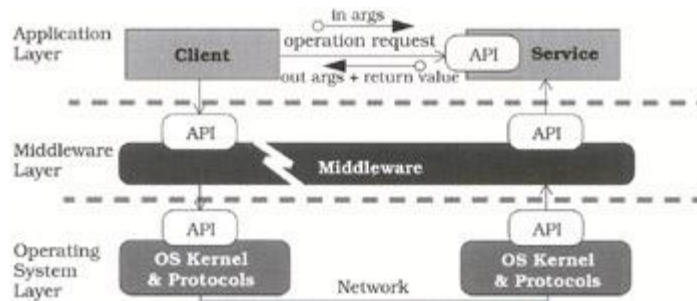 in args
Application
Layer
Client
operation request
API
Service
out args + return value
API
API
Middleware
Layer
Middleware
API
API
Operating
System
Layer
OS Kernel
& Protocols
OS Kernel
& Protocols
Network